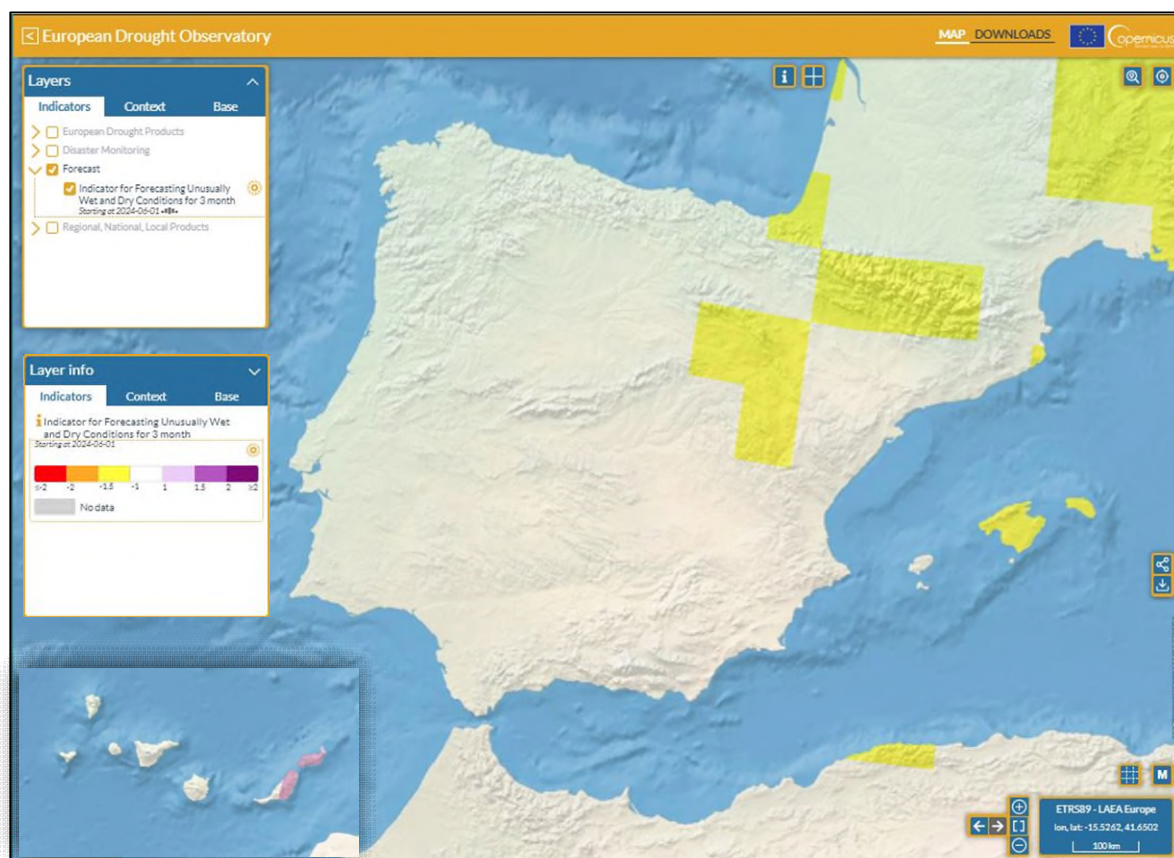 < European Drought Observatory
MAP DOWNLOADS
opernicus
Layers
Indicators Context Base
European Drought Products
Disaster Monitoring
Forecast
Indicator for Forecasting Unusually
Wet and Dry Conditions for 3 month
Starting at 2024-06-01
Regional, National, Local Products
Layer info
Indicators Context Base
Indicator for Forecasting Unusually Wet
and Dry Conditions for 3 month
Starting at 2024-06-01
≤-2 -2 -1.5 -1 1 1.5 2 ≥2
No data
M
ETRS89 - LAEA Europe
lon, lat: -15.5262, 41.6502
100 km